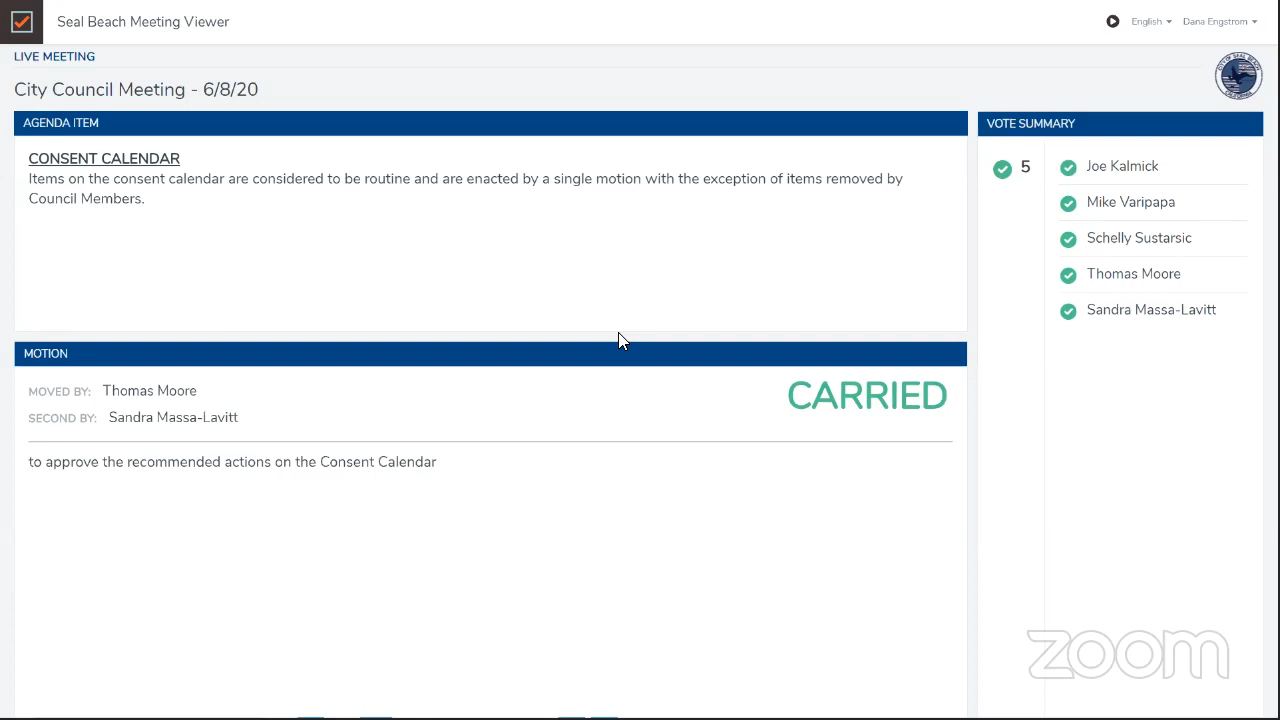 Seal Beach Meeting Viewer
English
Dana Engstrom
LIVE MEETING
City Council Meeting - 6/8/20
AGENDA ITEM
CONSENT CALENDAR
Items on the consent calendar are considered to be routine and are enacted by a single motion with the exception of items removed by
Council Members.
MOTION
MOVED BY: Thomas Moore
SECOND BY: Sandra Massa-Lavitt
CARRIED
to approve the recommended actions on the Consent Calendar
VOTE SUMMARY
5
Joe Kalmick
Mike Varipapa
Schelly Sustarsic
Thomas Moore
Sandra Massa-Lavitt
zoom